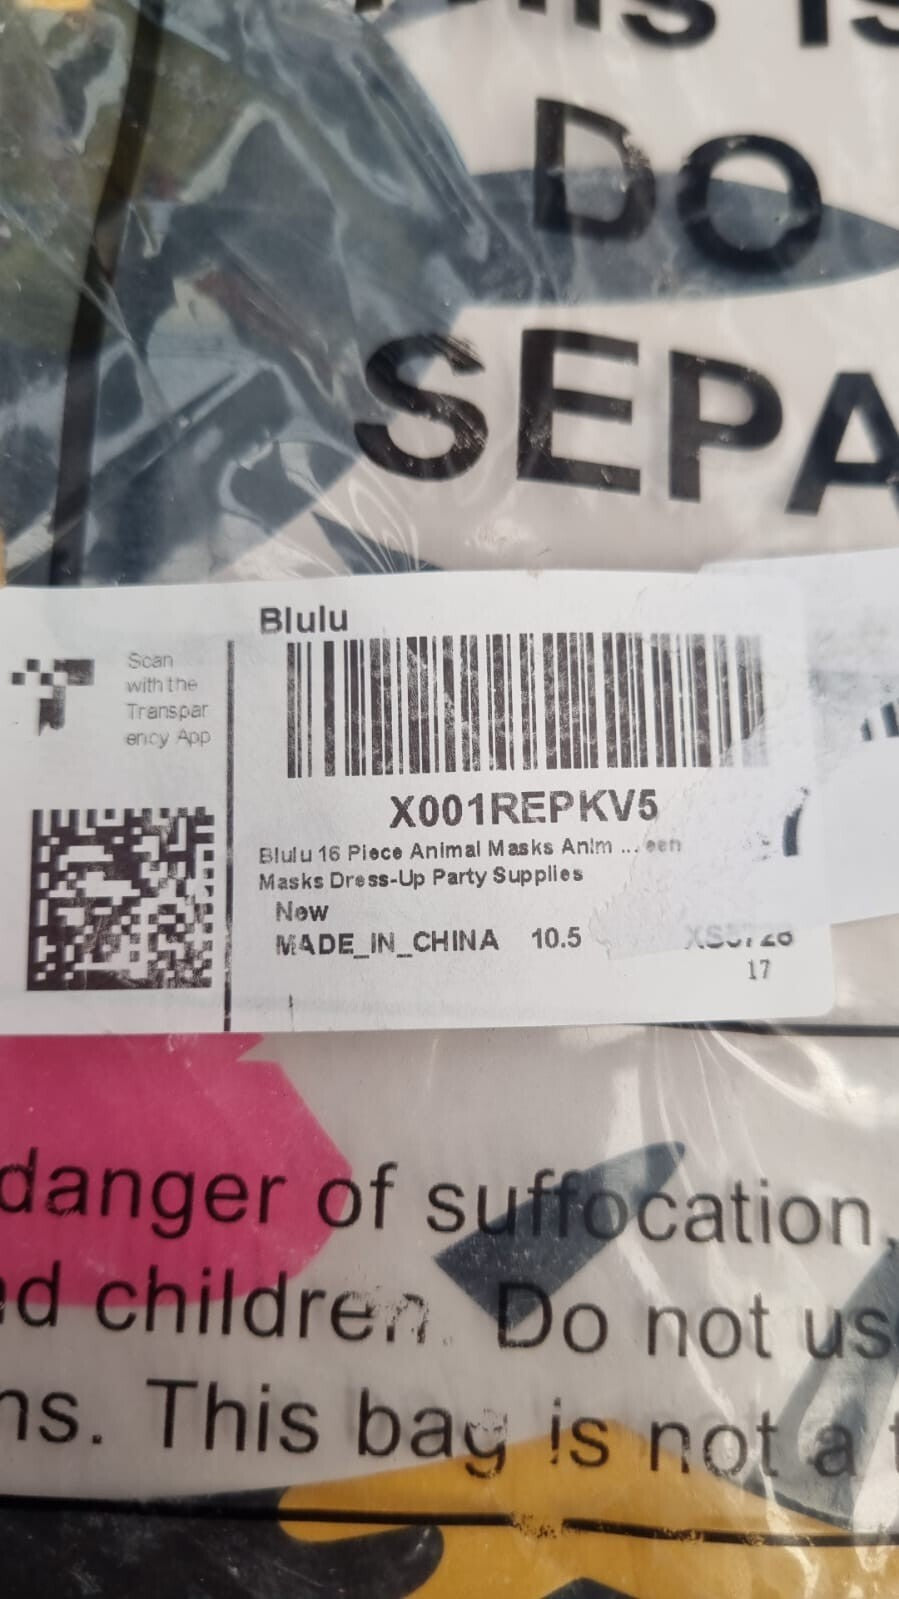 IS
DO
SEPA
Blulu
Scan
with the
Transpar
ency App
X001REPKV5
Blulu 16 Piece Animal Masks Anim ... een
Masks Dress-Up Party Supplies
New
MADE_IN_CHINA 10.5
17
danger of suffocation,
d children. Do not us
ns. This bag is not a t